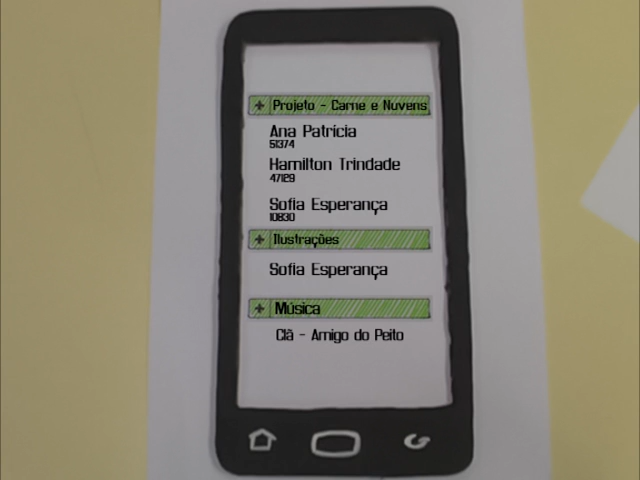 + Projeto - Carne e Nuvens
Ana Patricia
51374
Hamilton Trindade
47129
Sofia Esperança
10830
+ Ilustrações
Sofia Esperança
+ Música
Clã - Amigo do Peito